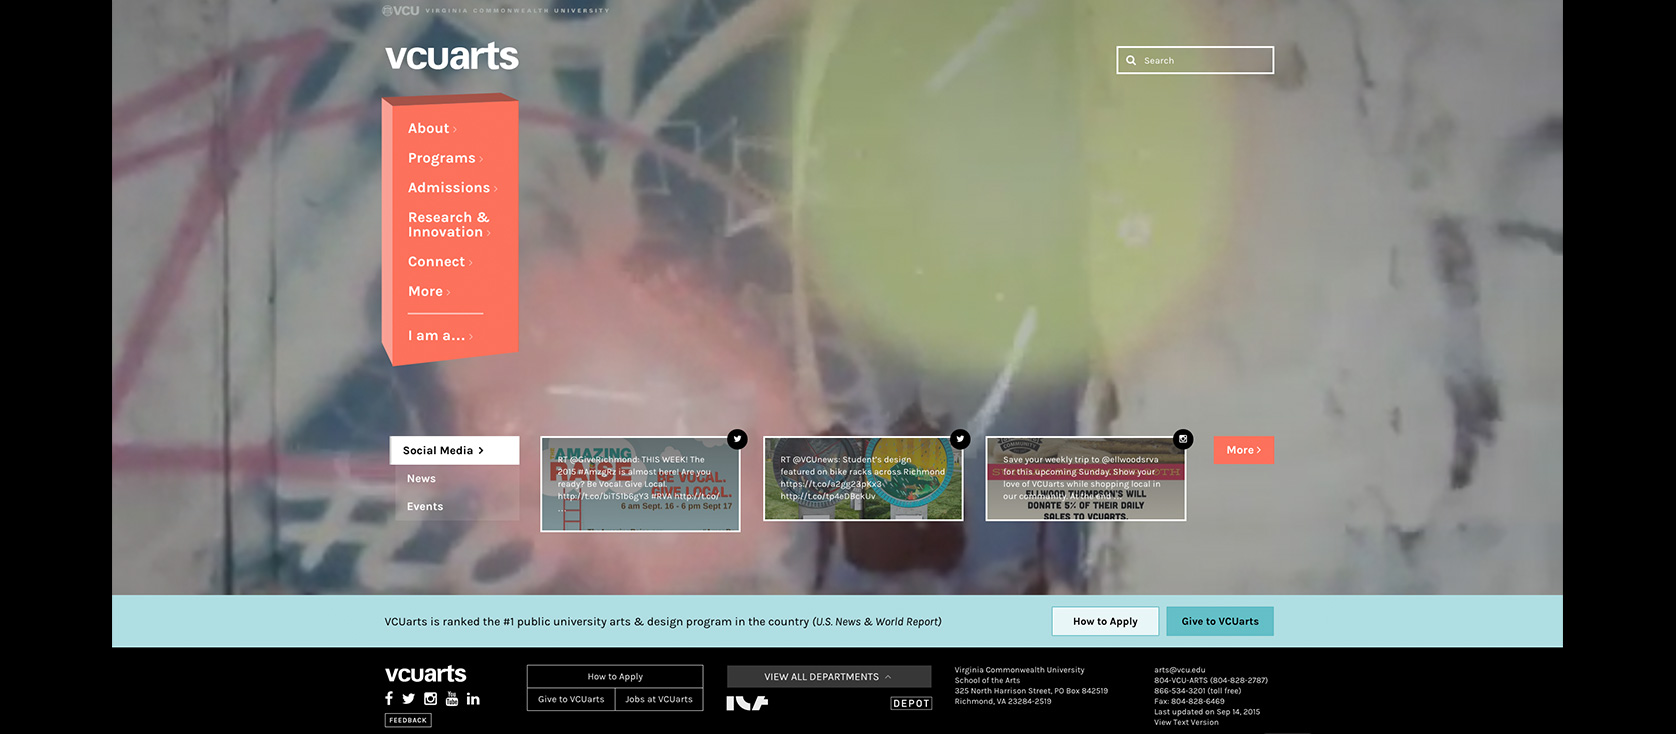 VCU VIRGINIA COMMONWEALTH UNIVERSITY
vcuarts
Search
About
Programs
Admissions
Research &
Innovation
Connect
More
I am a...
Social Media
News
Events
AMAZING
RAISE
BE VOCAL.
GIVE LOCAL.
6 am Sept. 16 - 6 pm Sept 17
RT @GiveRichmond: THIS WEEK! The
2015 #AmzgRz is almost here! Are you
ready? Be Vocal. Give Local.
#RVA http://t.co/
...
RT @VCUnews: Student's design
featured on bike racks across Richmond
https://t.co/a2gg23pKx3
http://t.co/tp4eDBckUv
COMMUNITY
Save your weekly trip to @ellwoodsrva
for this upcoming Sunday. Show your
love of VCUarts while shopping local in
our community. At the end
ELLWOOD THOMPSON'S WILL
DONATE 5% OF THEIR DAILY
SALES TO VCUARTS.
More
VCUarts is ranked the #1 public university arts & design program in the country (U.S. News & World Report)
How to Apply
Give to VCUarts
vcuarts
You
Tube
in
FEEDBACK
How to Apply
Give to VCUarts
Jobs at VCUarts
VIEW ALL DEPARTMENTS
DEPOT
Virginia Commonwealth University
School of the Arts
325 North Harrison Street, PO Box 842519
Richmond, VA 23284-2519
arts@vcu.edu
804-VCU-ARTS (804-828-2787)
866-534-3201 (toll free)
Fax: 804-828-6469
Last updated on Sep 14, 2015
View Text Version